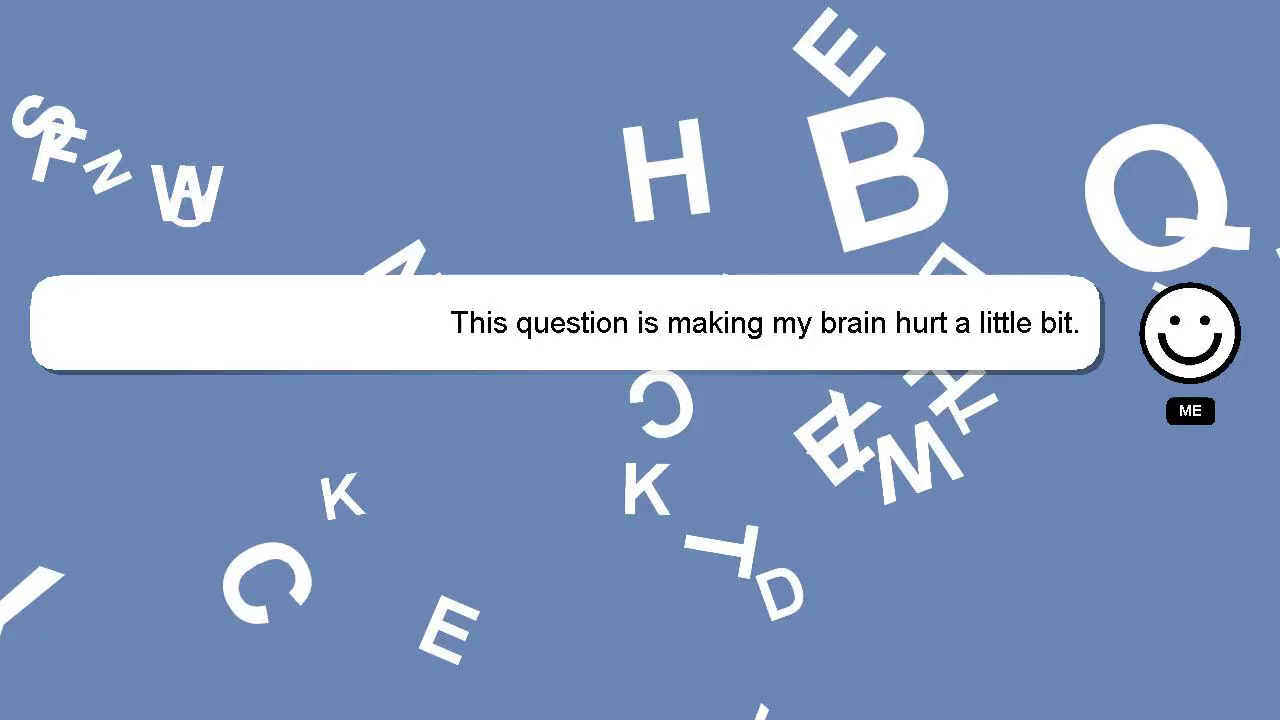 E
B
H
Q
S
F
N
W
A
This question is making my brain hurt a little bit.
ME
C
E
M
K
K
T
D
C
E